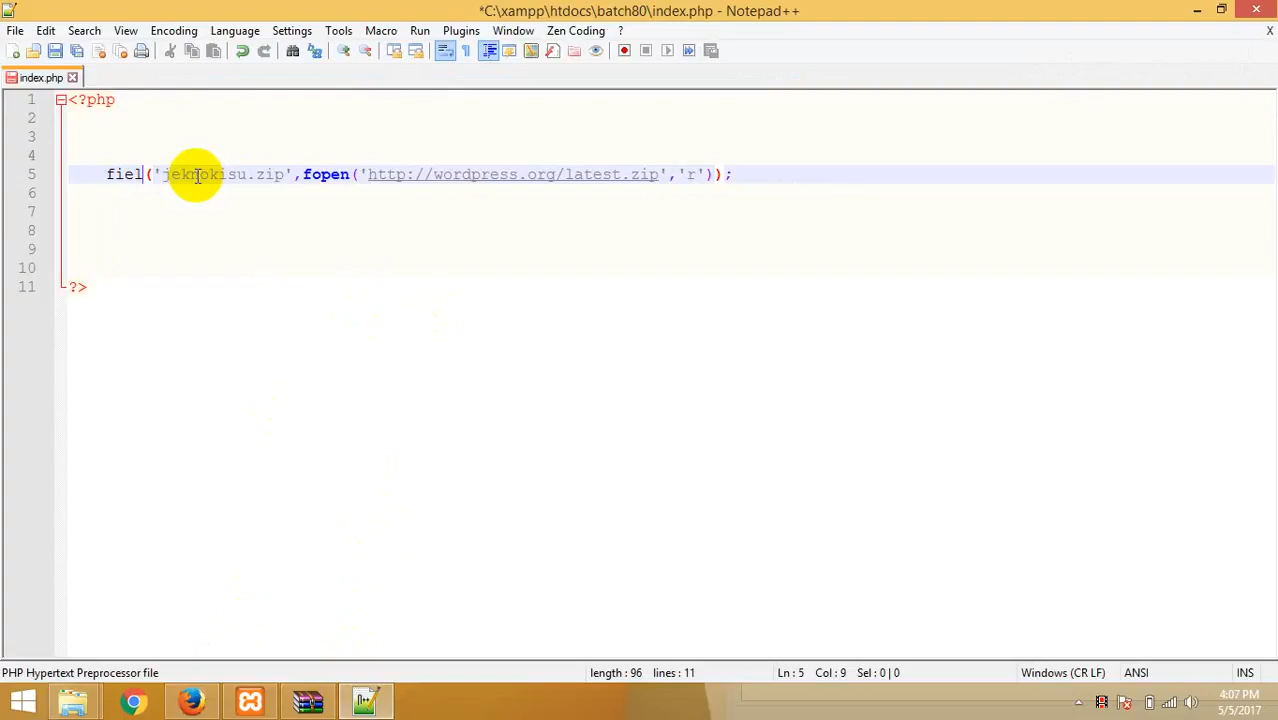 *C:\xampp\htdocs\batch80\index.php - Notepad++
File Edit Search View Encoding Language Settings Tools Macro Run Plugins Window Zen Coding ? X
index.php
1 <?php
2
3
4
5 fiel('jeknokisu.zip',fopen('http://wordpress.org/latest.zip','r'));
6
7
8
9
10
11 ?>
PHP Hypertext Preprocessor file length : 96 lines : 11 Ln : 5 Col : 9 Sel : 0 | 0 Windows (CR LF) ANSI INS
4:07 PM
5/5/2017